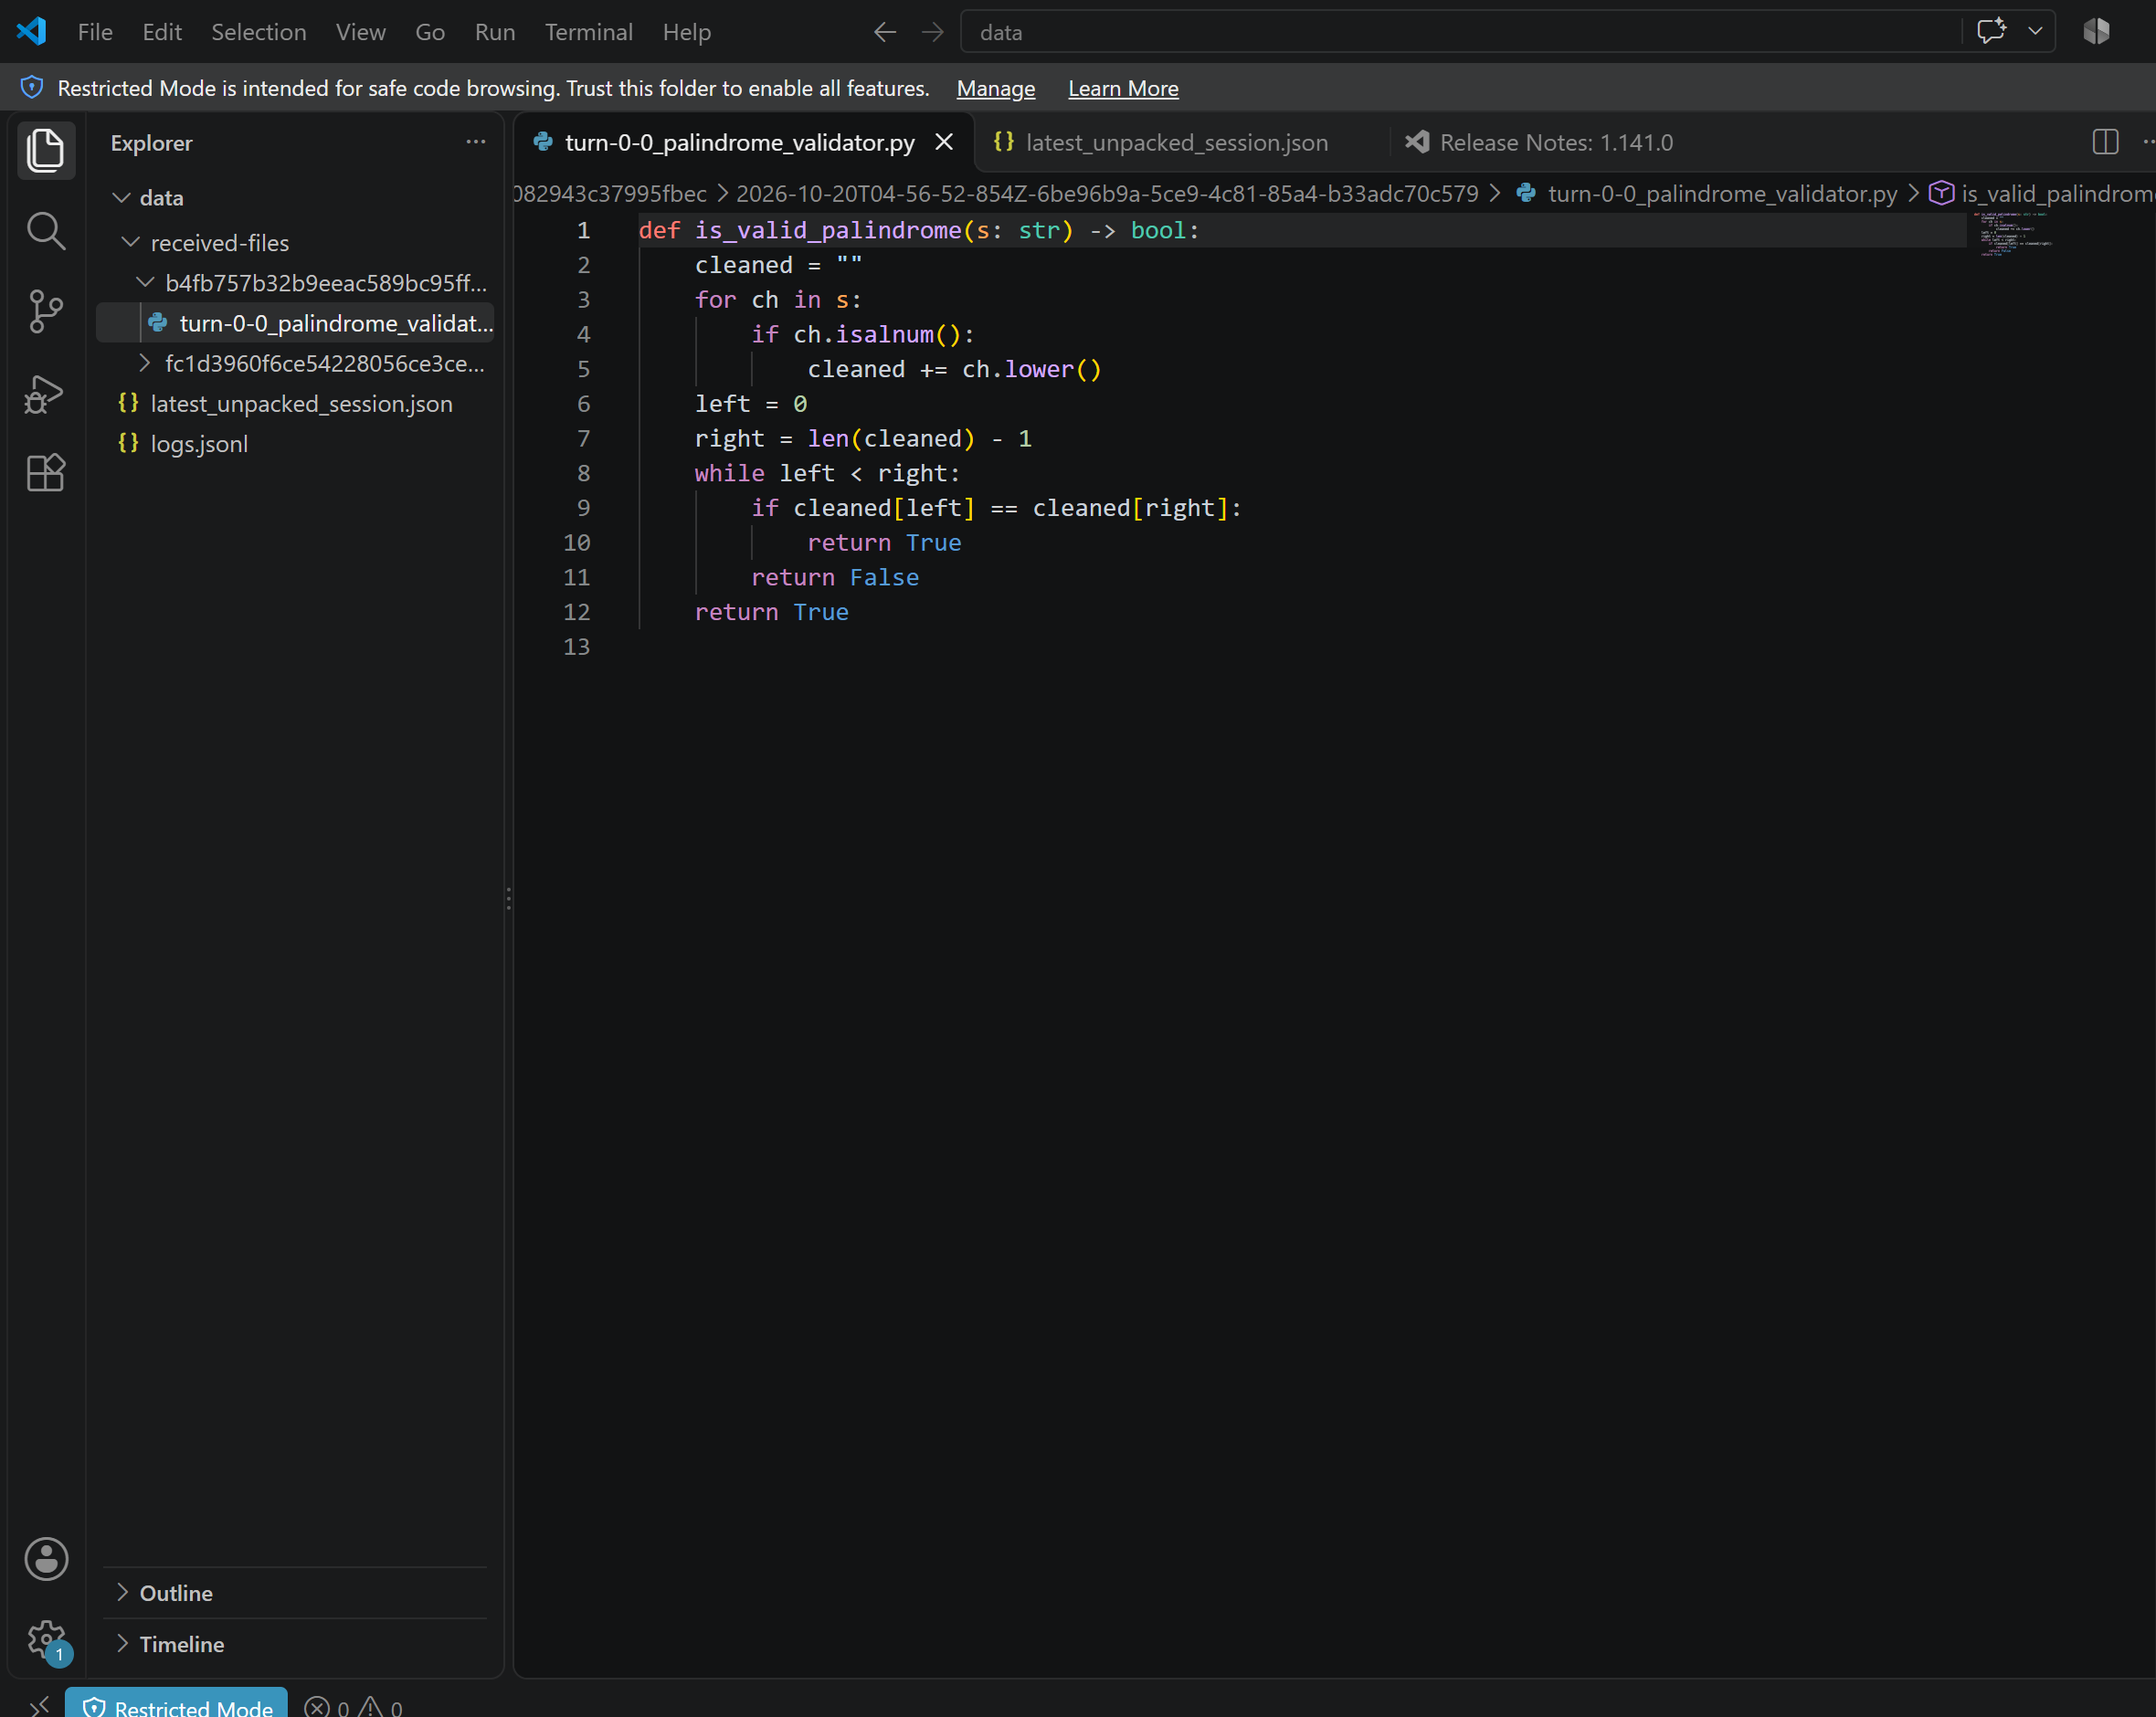 File Edit Selection View Go Run Terminal Help data
Restricted Mode is intended for safe code browsing. Trust this folder to enable all features. Manage Learn More
Explorer
data
received-files
b4fb757b32b9eeac589bc95ff...
turn-0-0_palindrome_validat...
fc1d3960f6ce54228056ce3ce...
latest_unpacked_session.json
logs.jsonl
Outline
Timeline
1
turn-0-0_palindrome_validator.py latest_unpacked_session.json Release Notes: 1.141.0
082943c37995fbec > 2026-10-20T04-56-52-854Z-6be96b9a-5ce9-4c81-85a4-b33adc70c579 > turn-0-0_palindrome_validator.py > is_valid_palindrom
1 def is_valid_palindrome(s: str) -> bool:
2 cleaned = ""
3 for ch in s:
4 if ch.isalnum():
5 cleaned += ch.lower()
6 left = 0
7 right = len(cleaned) - 1
8 while left < right:
9 if cleaned[left] == cleaned[right]:
10 return True
11 return False
12 return True
13
Restricted Mode 0 0